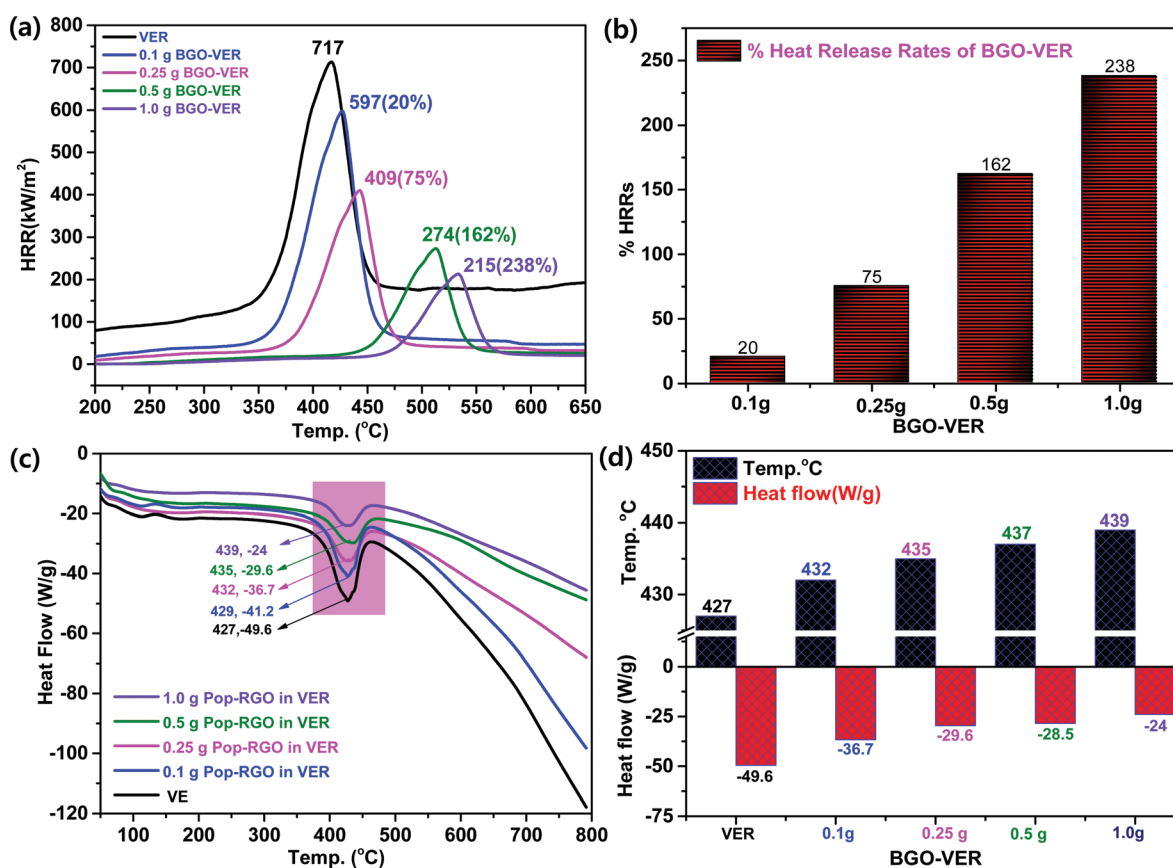 (a)
800
700
600
500
400
300
200
100
0
HRR(kW/m²)
VER
0.1 g BGO-VER
0.25 g BGO-VER
0.5 g BGO-VER
1.0 g BGO-VER
717
597(20%)
409(75%)
274(162%)
215(238%)
200 250 300 350 400 450 500 550 600 650
Temp. (°C)
(b)
250
200
150
100
50
0
% HRRs
% Heat Release Rates of BGO-VER
20
75
162
238
0.1g 0.25g 0.5g 1.0g
BGO-VER
(c)
0
-20
-40
-60
-80
-100
-120
Heat Flow (W/g)
439, -24
435, -29.6
432, -36.7
429, -41.2
427,-49.6
1.0 g Pop-RGO in VER
0.5 g Pop-RGO in VER
0.25 g Pop-RGO in VER
0.1 g Pop-RGO in VER
VE
100 200 300 400 500 600 700 800
Temp. (°C)
(d)
450
440
430
Temp. °C
0
-25
-50
-75
Heat flow (W/g)
Temp.°C
Heat flow(W/g)
427
432
435
437
439
-49.6
-36.7
-29.6
-28.5
-24
VER 0.1g 0.25g 0.5 g 1.0g
BGO-VER